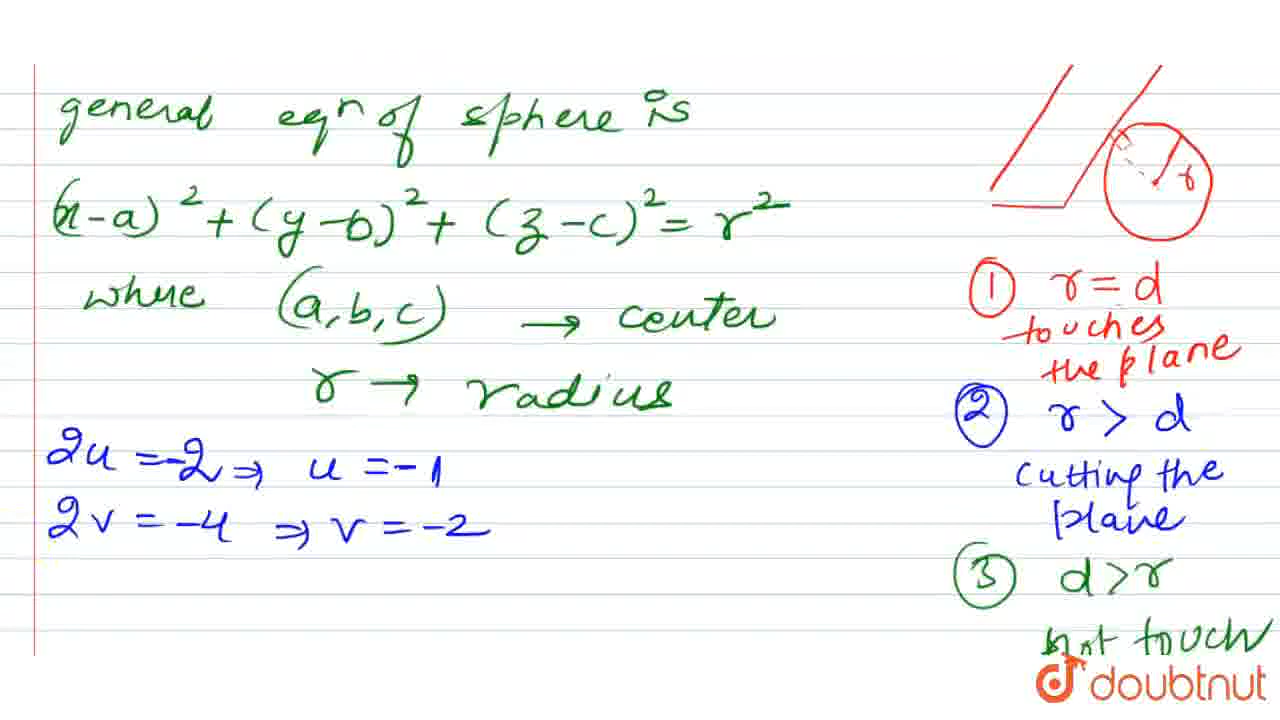 general eqⁿ of sphere is
(x-a)² + (y-b)² + (z-c)² = r²
where (a,b,c) → center
r → radius
2u = -2 ⇒ u = -1
2v = -4 ⇒ v = -2
r
① r = d
touches
the plane
② r > d
cutting the
plane
③ d > r
not touch
doubtnut